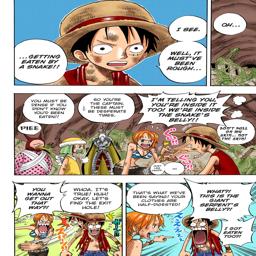 OH...
I SEE.
WELL, IT
MUST'VE
BEEN
ROUGH...
...GETTING
EATEN BY
A SNAKE!!
I'M TELLING
YOU, YOU'RE
INSIDE IT
TOO! WE'RE
INSIDE THE
SNAKE'S
BELLY!!
SO YOU'RE
THE CAPTAIN.
THESE MUST
BE DESPERATE
TIMES.
YOU MUST BE
DENSE IF YOU
DIDN'T KNOW
YOU'D BEEN
EATEN!!
PIEE
WHAT?!
THIS IS
THE GIANT
SERPENT'S
BELLY?!
I GOT
EATEN
TOO?!
THAT'S WHAT WE'VE
BEEN SAYING! YOUR
CLOTHES ARE
HALF-DIGESTED!
WHOA. IT'S
TRUE! HUH!
OKAY, LET'S
FIND THE
EXIT HOLE!
YOU
WANNA
GET OUT
THAT
WAY?!